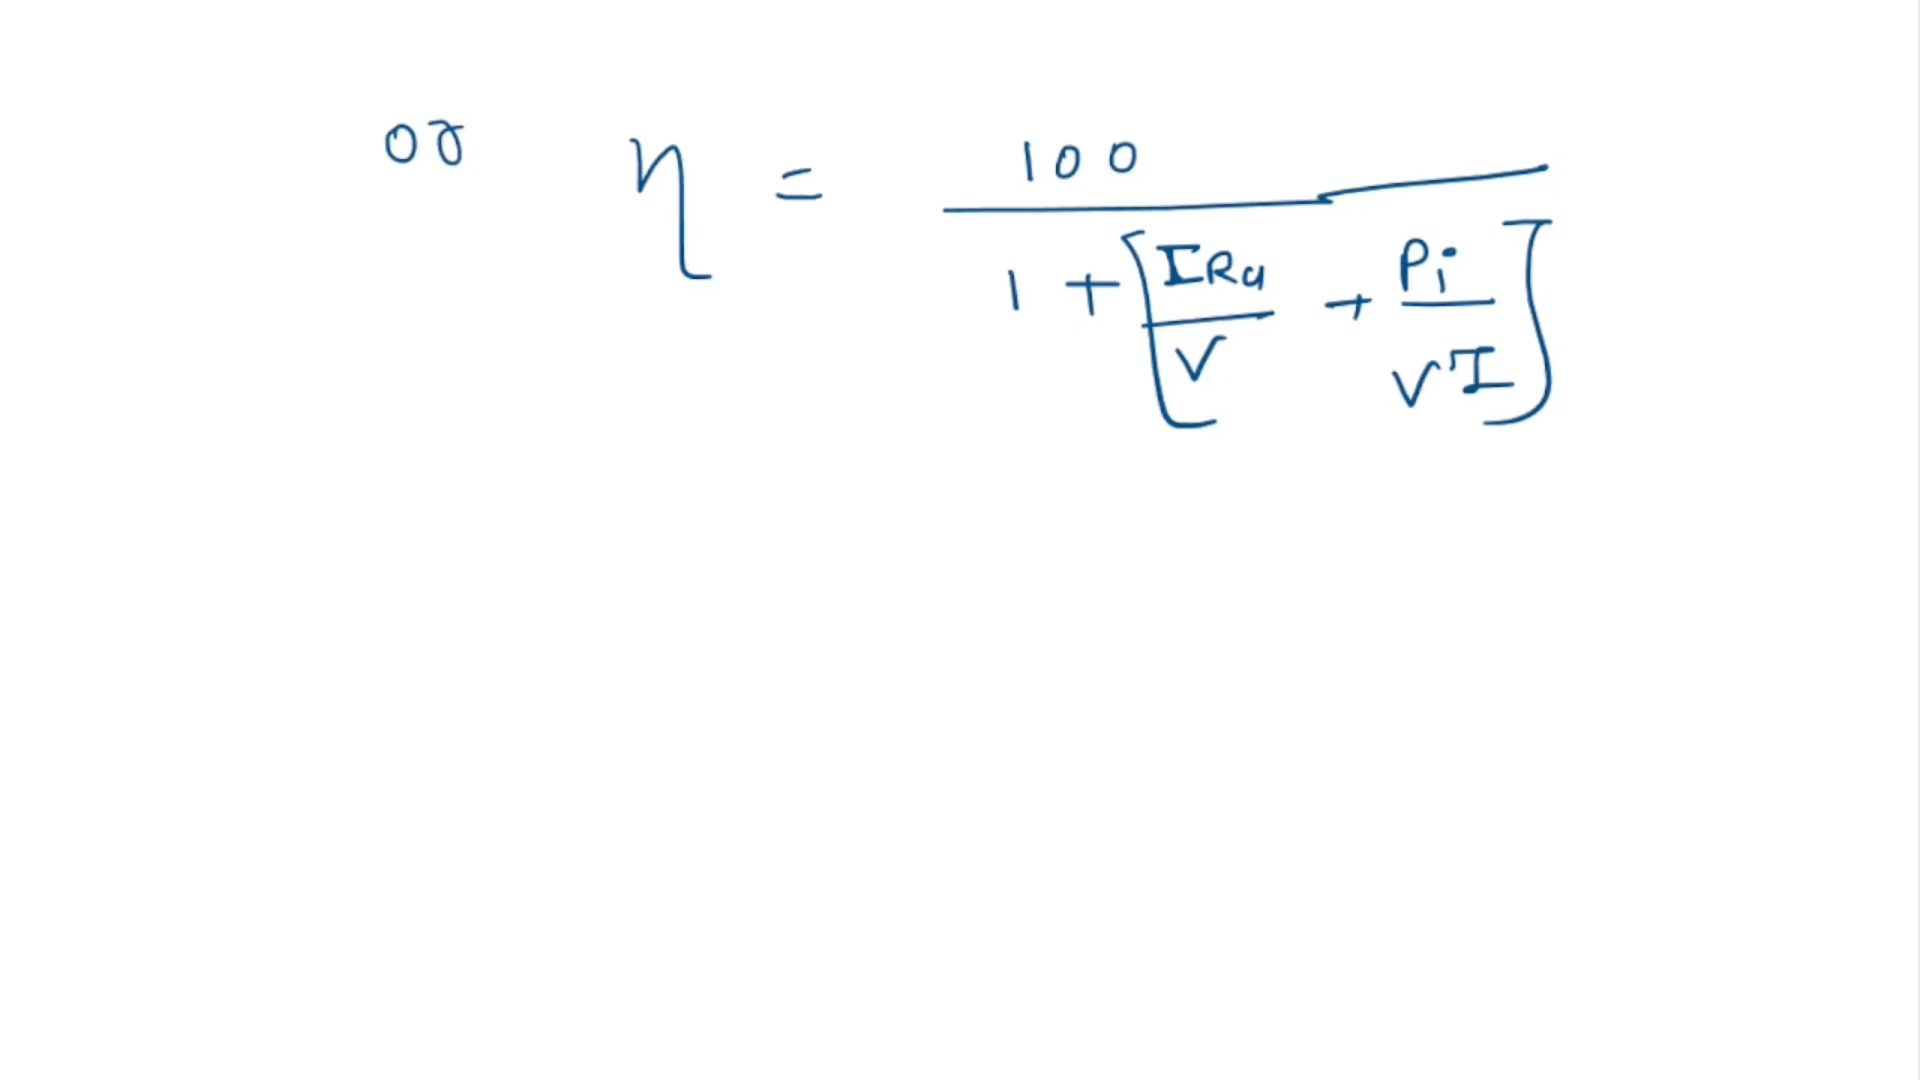 or η = 100 / 1 + [IRa / V + Pi / VI]